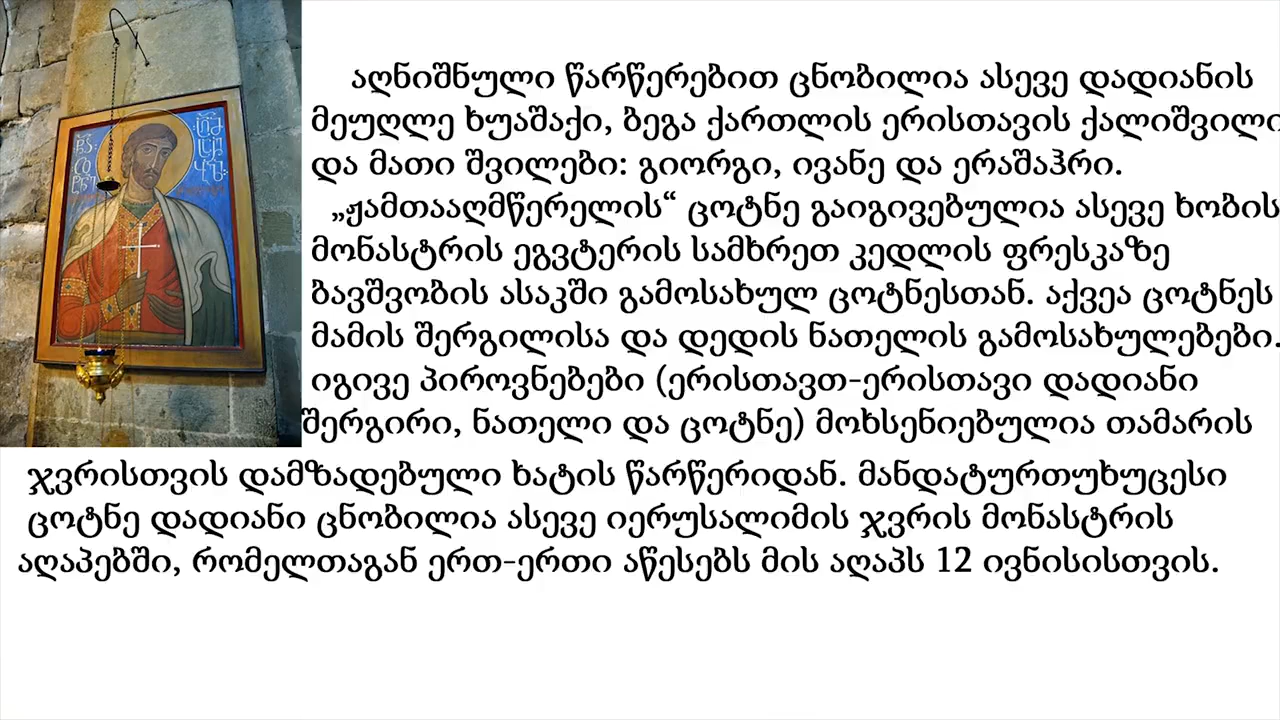 აღნიშნული წარწერებით ცნობილია ასევე დადიანის
მეუღლე ხუაშაქი, ბეგა ქართლის ერისთავის ქალიშვილი
და მათი შვილები: გიორგი, ივანე და ერაშაჰრი.
„ჟამთააღმწერელის“ ცოტნე გაიგივებულია ასევე ხობის
მონასტრის ეგვტერის სამხრეთ კედლის ფრესკაზე
ბავშვობის ასაკში გამოსახულ ცოტნესთან. აქვეა ცოტნეს
მამის შერგილისა და დედის ნათელის გამოსახულებები.
იგივე პიროვნებები (ერისთავთ-ერისთავი დადიანი
შერგირი, ნათელი და ცოტნე) მოხსენიებულია თამარის
ჯვრისთვის დამზადებული ხატის წარწერიდან. მანდატურთუხუცესი
ცოტნე დადიანი ცნობილია ასევე იერუსალიმის ჯვრის მონასტრის
აღაპებში, რომელთაგან ერთ-ერთი აწესებს მის აღაპს 12 ივნისისთვის.